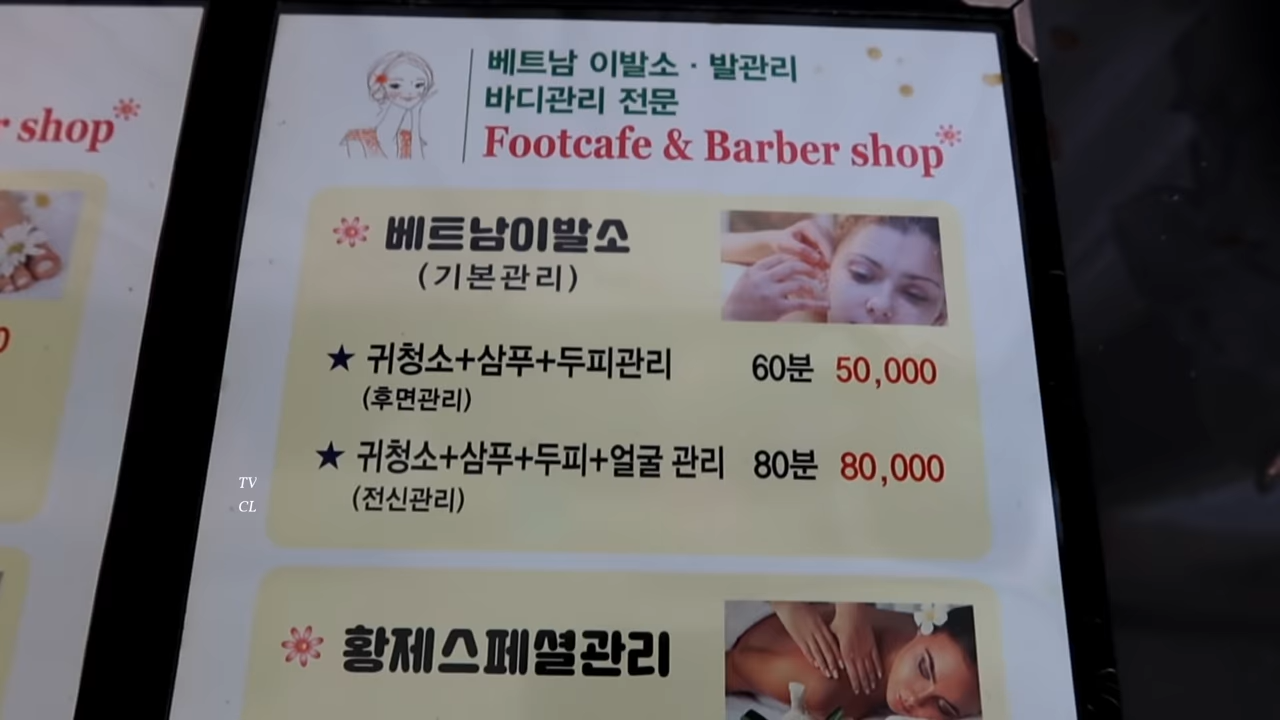 r shop
베트남 이발소 · 발관리
바디관리 전문
Footcafe & Barber shop
베트남이발소
(기본관리)
★ 귀청소+삼푸+두피관리 60분 50,000
(후면관리)
★ 귀청소+삼푸+두피+얼굴 관리 80분 80,000
(전신관리)
TV
CL
황제스페셜관리